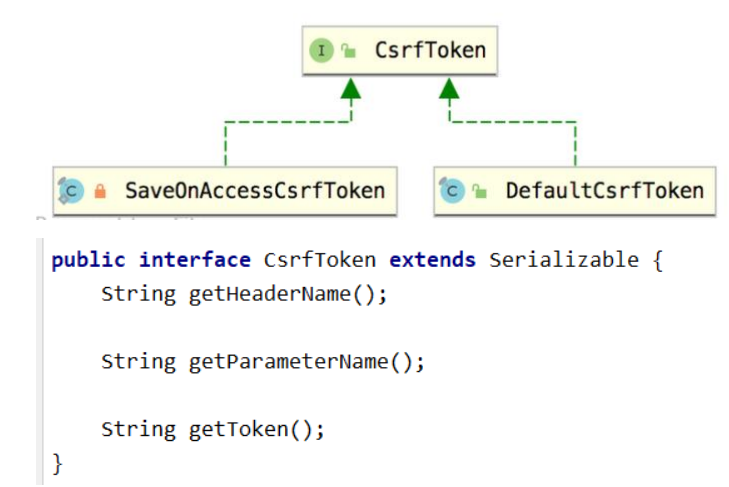 I CsrfToken
C SaveOnAccessCsrfToken
C DefaultCsrfToken
public interface CsrfToken extends Serializable {
String getHeaderName();
String getParameterName();
String getToken();
}